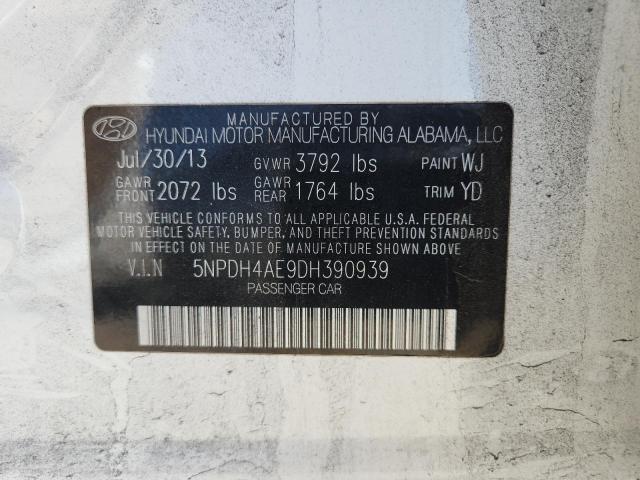 MANUFACTURED BY
HYUNDAI MOTOR MANUFACTURING ALABAMA, LLC
Jul/30/13 GVWR 3792 lbs PAINT WJ
GAWR FRONT 2072 lbs GAWR REAR 1764 lbs TRIM YD
THIS VEHICLE CONFORMS TO ALL APPLICABLE U.S.A. FEDERAL
MOTOR VEHICLE SAFETY, BUMPER, AND THEFT PREVENTION STANDARDS
IN EFFECT ON THE DATE OF MANUFACTURE SHOWN ABOVE.
V.I.N 5NPDH4AE9DH390939
PASSENGER CAR